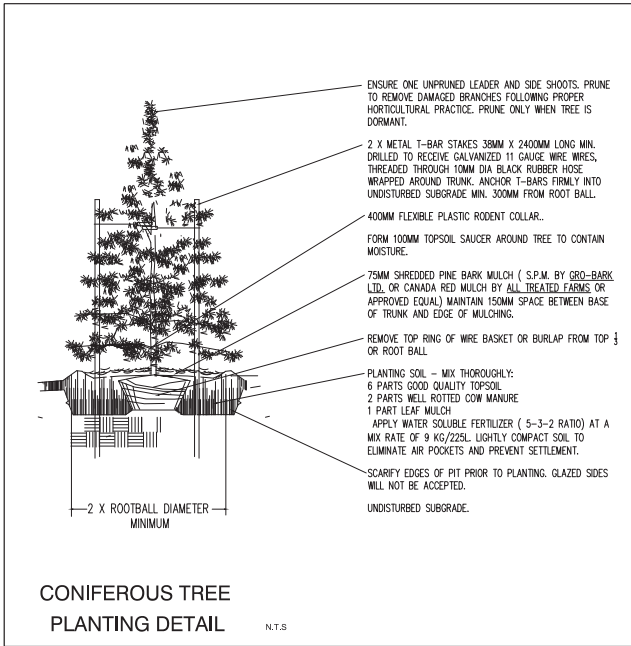 ENSURE ONE UNPRUNED LEADER AND SIDE SHOOTS. PRUNE
TO REMOVE DAMAGED BRANCHES FOLLOWING PROPER
HORTICULTURAL PRACTICE. PRUNE ONLY WHEN TREE IS
DORMANT.
2 X METAL T-BAR STAKES 38MM X 2400MM LONG MIN.
DRILLED TO RECEIVE GALVANIZED 11 GAUGE WIRE WIRES,
THREADED THROUGH 10MM DIA BLACK RUBBER HOSE
WRAPPED AROUND TRUNK. ANCHOR T-BARS FIRMLY INTO
UNDISTURBED SUBGRADE MIN. 300MM FROM ROOT BALL.
400MM FLEXIBLE PLASTIC RODENT COLLAR..
FORM 100MM TOPSOIL SAUCER AROUND TREE TO CONTAIN
MOISTURE.
75MM SHREDDED PINE BARK MULCH ( S.P.M. BY GRO-BARK
LTD. OR CANADA RED MULCH BY ALL TREATED FARMS OR
APPROVED EQUAL) MAINTAIN 150MM SPACE BETWEEN BASE
OF TRUNK AND EDGE OF MULCHING.
REMOVE TOP RING OF WIRE BASKET OR BURLAP FROM TOP 1/3
OR ROOT BALL
PLANTING SOIL – MIX THOROUGHLY:
6 PARTS GOOD QUALITY TOPSOIL
2 PARTS WELL ROTTED COW MANURE
1 PART LEAF MULCH
APPLY WATER SOLUBLE FERTILIZER ( 5-3-2 RATIO) AT A
MIX RATE OF 9 KG/225L. LIGHTLY COMPACT SOIL TO
ELIMINATE AIR POCKETS AND PREVENT SETTLEMENT.
SCARIFY EDGES OF PIT PRIOR TO PLANTING. GLAZED SIDES
WILL NOT BE ACCEPTED.
UNDISTURBED SUBGRADE.
2 X ROOTBALL DIAMETER
MINIMUM
CONIFEROUS TREE
PLANTING DETAIL
N.T.S